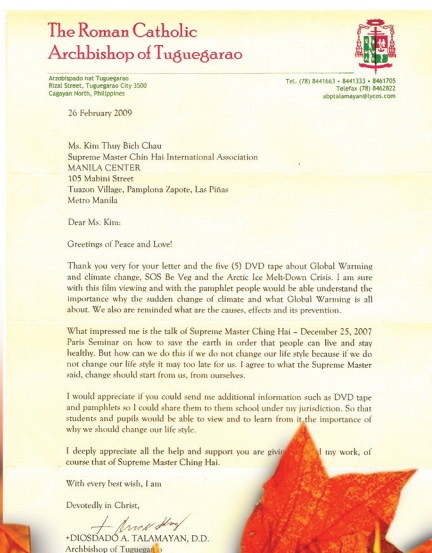 The Roman Catholic
Archbishop of Tuguegarao
Arzobispado nat Tuguegarao
Rizal Street, Tuguegarao City 3500
Cagayan North, Philippines
Tel. (78) 8441663 • 8441333 • 8461705
Telefax (78) 8462822
abptalamayan@lycos.com
26 February 2009
Ms. Kim Thuy Bich Chau
Supreme Master Chin Hai International Association
MANILA CENTER
105 Mabini Street
Tuazon Village, Pamplona Zapote, Las Piñas
Metro Manila
Dear Ms. Kim:
Greetings of Peace and Love!
Thank you very for your letter and the five (5) DVD tape about Global Warming
and climate change, SOS Be Veg and the Arctic Ice Melt-Down Crisis. I am sure
with this film viewing and with the pamphlet people would be able understand the
importance why the sudden change of climate and what Global Warming is all
about. We also are reminded what are the causes, effects and its prevention.
What impressed me is the talk of Supreme Master Ching Hai – December 25, 2007
Paris Seminar on how to save the earth in order that people can live and stay
healthy. But how can we do this if we do not change our life style because if we do
not change our life style it may too late for us. I agree to what the Supreme Master
said, change should start from us, from ourselves.
I would appreciate if you could send me additional information such as DVD tape
and pamphlets so I could share them to them school under my jurisdiction. So that
students and pupils would be able to view and to learn from it the importance of
why we should change our life style.
I deeply appreciate all the help and support you are my work, of
course that of Supreme Master Ching Hai.
With every best wish, I am
Devotedly in Christ,
+DIOSDADO A. TALAMAYAN, D.D.
Archbishop of